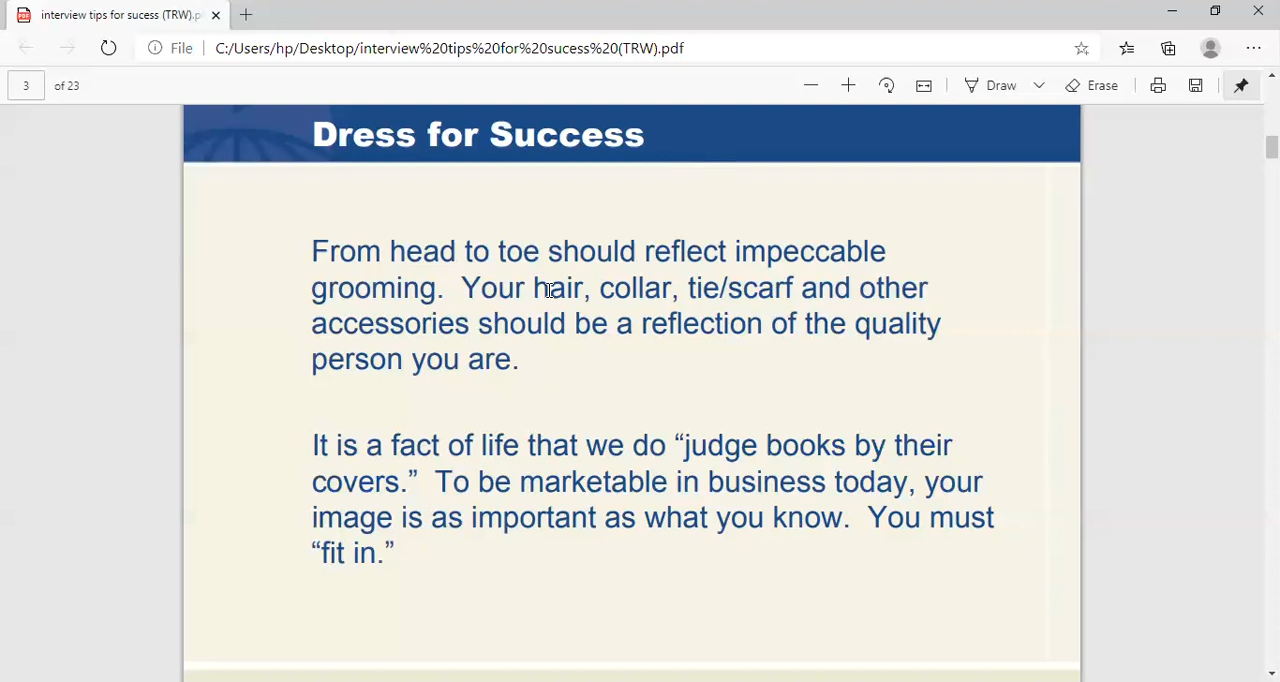 interview tips for sucess (TRW).p
File C:/Users/hp/Desktop/interview%20tips%20for%20sucess%20(TRW).pdf
3 of 23 Draw Erase
Dress for Success
From head to toe should reflect impeccable
grooming. Your hair, collar, tie/scarf and other
accessories should be a reflection of the quality
person you are.
It is a fact of life that we do “judge books by their
covers.” To be marketable in business today, your
image is as important as what you know. You must
“fit in.”